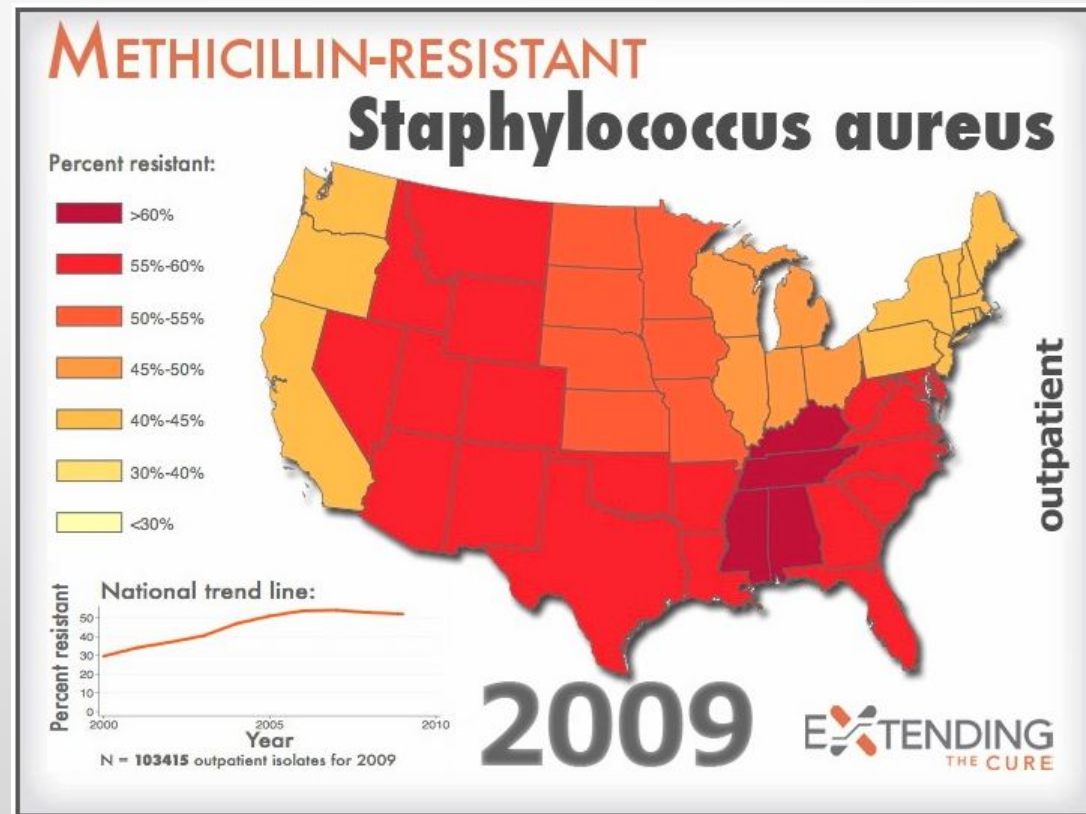 METHICILLIN-RESISTANT
Staphylococcus aureus
Percent resistant:
>60%
55%-60%
50%-55%
45%-50%
40%-45%
30%-40%
<30%
outpatient
National trend line:
Percent resistant
50
40
30
20
10
0
2000 2005 2010
Year
N = 103415 outpatient isolates for 2009
2009
EXTENDING
THE CURE